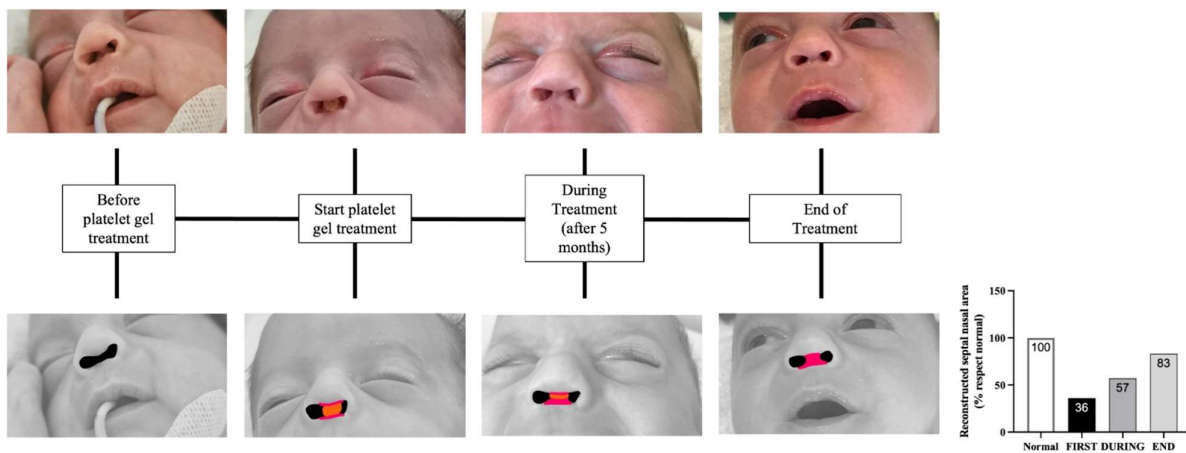 Before
platelet gel
treatment
Start platelet
gel treatment
During
Treatment
(after 5
months)
End of
Treatment
Reconstructed septal nasal area
(% respect normal)
150
100
50
0
100
36
57
83
Normal FIRST DURING END